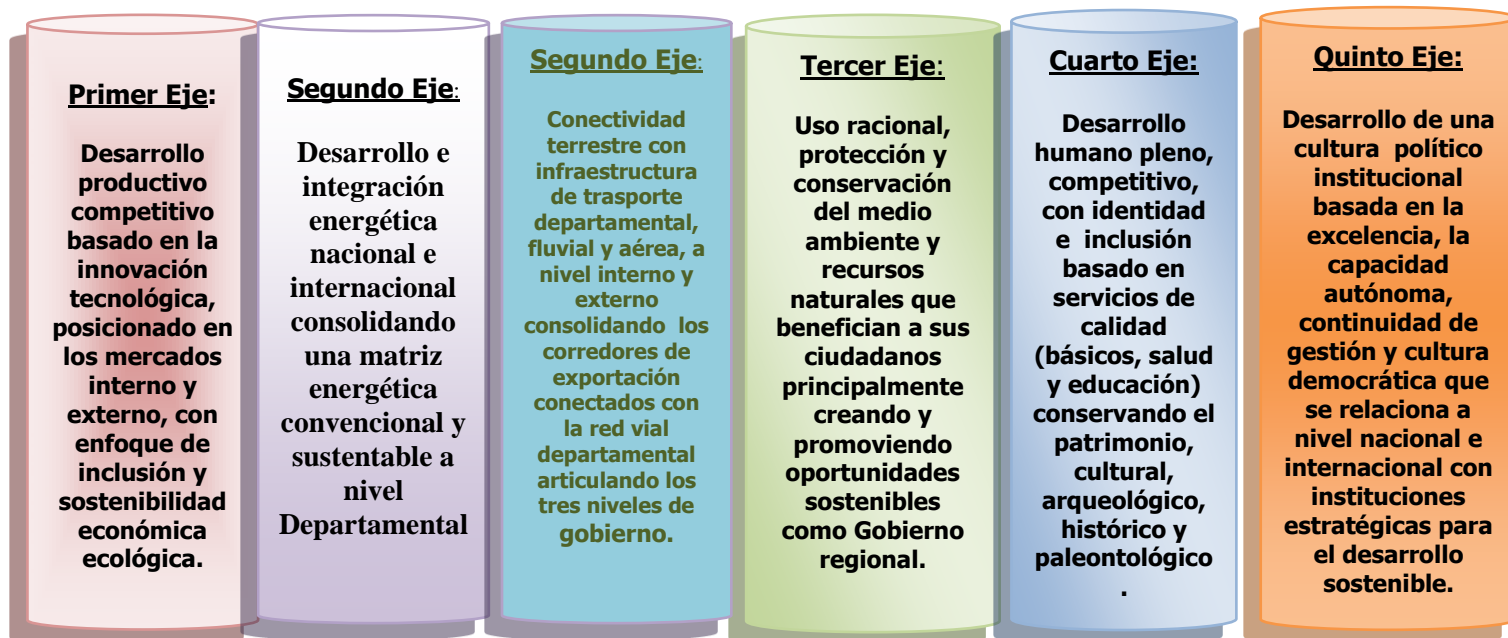 Primer Eje:
Desarrollo
productivo
competitivo
basado en la
innovación
tecnológica,
posicionado en
los mercados
interno y
externo, con
enfoque de
inclusión y
sostenibilidad
económica
ecológica.
Segundo Eje:
Desarrollo e
integración
energética
nacional e
internacional
consolidando
una matriz
energética
convencional y
sustentable a
nivel
Departamental
Segundo Eje:
Conectividad
terrestre con
infraestructura
de trasporte
departamental,
fluvial y aérea, a
nivel interno y
externo
consolidando los
corredores de
exportación
conectados con
la red vial
departamental
articulando los
tres niveles de
gobierno.
Tercer Eje:
Uso racional,
protección y
conservación
del medio
ambiente y
recursos
naturales que
benefician a sus
ciudadanos
principalmente
creando y
promoviendo
oportunidades
sostenibles
como Gobierno
regional.
Cuarto Eje:
Desarrollo
humano pleno,
competitivo,
con identidad
e inclusión
basado en
servicios de
calidad
(básicos, salud
y educación)
conservando el
patrimonio,
cultural,
arqueológico,
histórico y
paleontológico
.
Quinto Eje:
Desarrollo de una
cultura político
institucional
basada en la
excelencia, la
capacidad
autónoma,
continuidad de
gestión y cultura
democrática que
se relaciona a
nivel nacional e
internacional con
instituciones
estratégicas para
el desarrollo
sostenible.